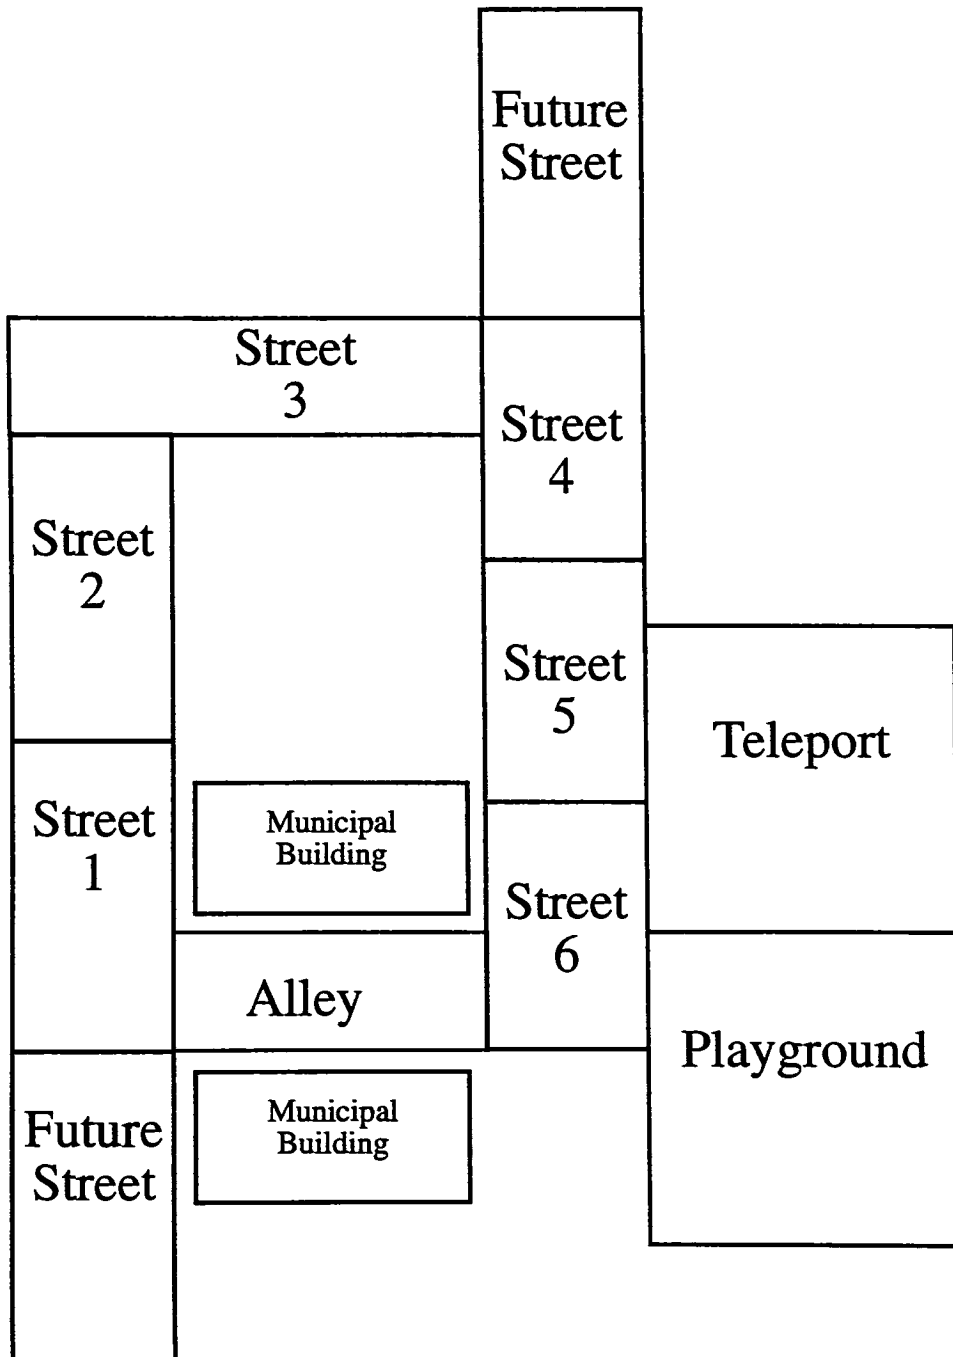 Future
Street
Street
3
Street
4
Street
2
Street
5
Teleport
Street
1
Municipal
Building
Street
6
Alley
Playground
Future
Street
Municipal
Building